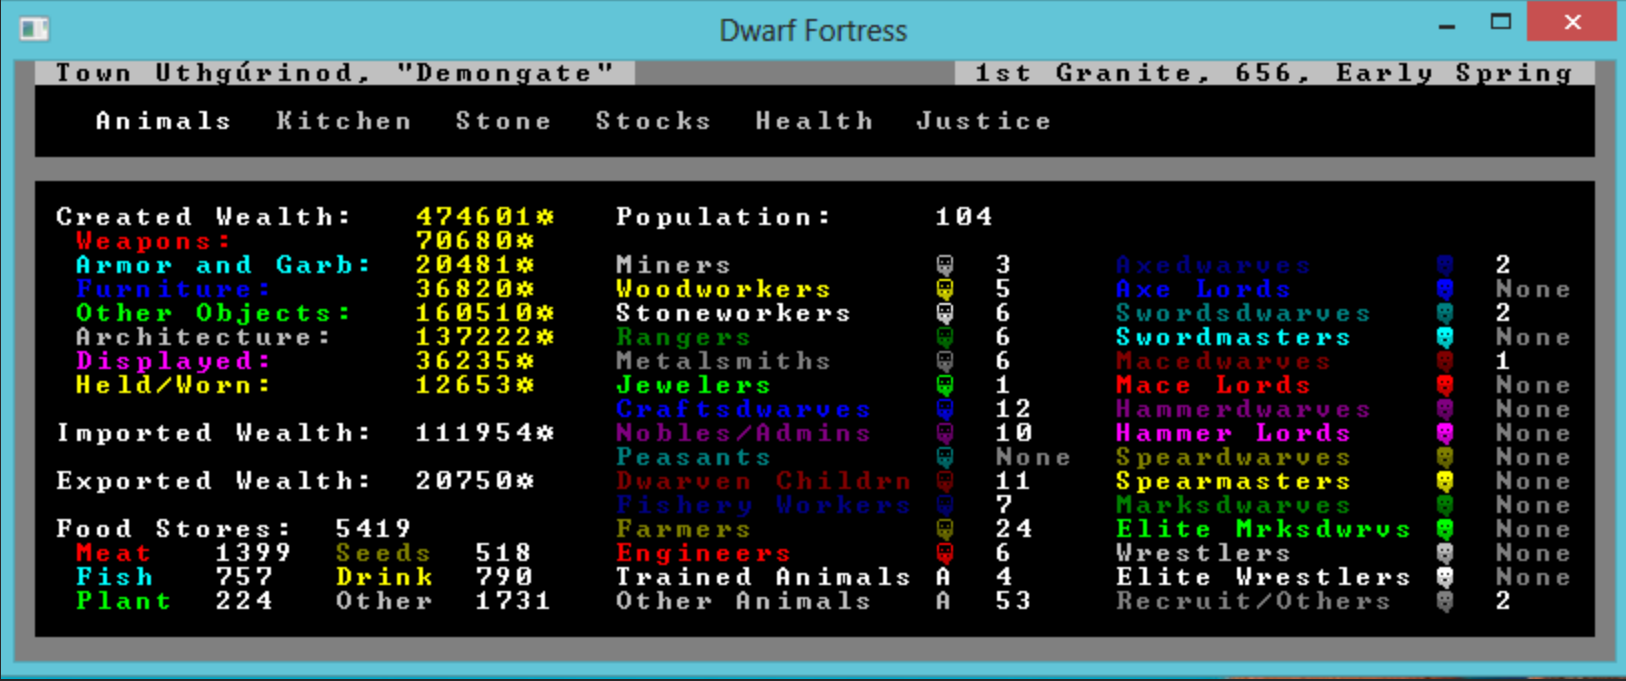 Dwarf Fortress
Town Uthgúrinod, "Demongate" 1st Granite, 656, Early Spring
Animals Kitchen Stone Stocks Health Justice
Created Wealth: 474601☼ Population: 104
Weapons: 70680☼
Armor and Garb: 20481☼ Miners 3 Axedwarves 2
Furniture: 36820☼ Woodworkers 5 Axe Lords None
Other Objects: 160510☼ Stoneworkers 6 Swordsdwarves 2
Architecture: 137222☼ Rangers 6 Swordmasters None
Displayed: 36235☼ Metalsmiths 6 Macedwarves 1
Held/Worn: 12653☼ Jewelers 1 Mace Lords None
Craftsdwarves 12 Hammerdwarves None
Imported Wealth: 111954☼ Nobles/Admins 10 Hammer Lords None
Peasants None Speardwarves None
Exported Wealth: 20750☼ Dwarven Childrn 11 Spearmasters None
Fishery Workers 7 Marksdwarves None
Food Stores: 5419 Farmers 24 Elite Mrksdwrvs None
Meat 1399 Seeds 518 Engineers 6 Wrestlers None
Fish 757 Drink 790 Trained Animals A 4 Elite Wrestlers None
Plant 224 Other 1731 Other Animals A 53 Recruit/Others 2